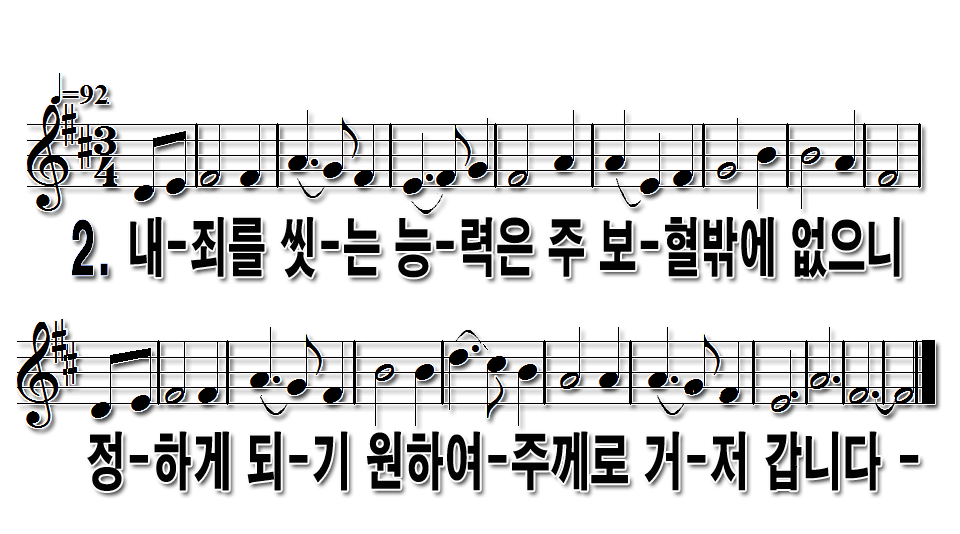 =92
3
4
2. 내-죄를 씻-는 능-력은 주 보-혈밖에 없으니
정-하게 되-기 원하여-주께로 거-저 갑니다 -